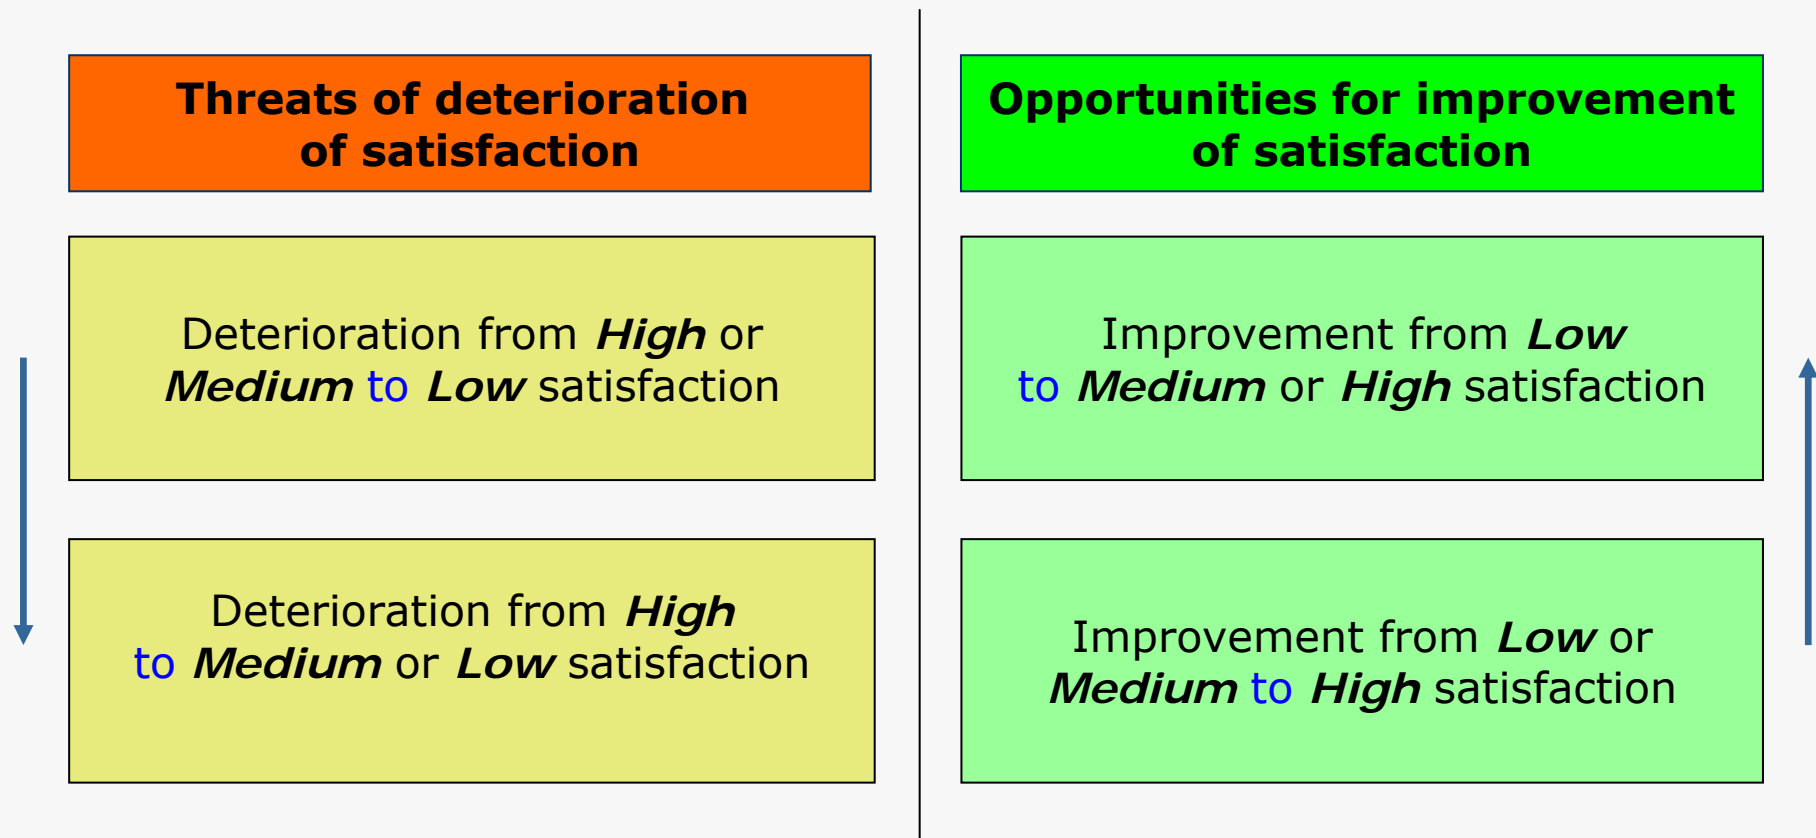 Threats of deterioration
of satisfaction
Deterioration from High or
Medium to Low satisfaction
Deterioration from High
to Medium or Low satisfaction
Opportunities for improvement
of satisfaction
Improvement from Low
to Medium or High satisfaction
Improvement from Low or
Medium to High satisfaction